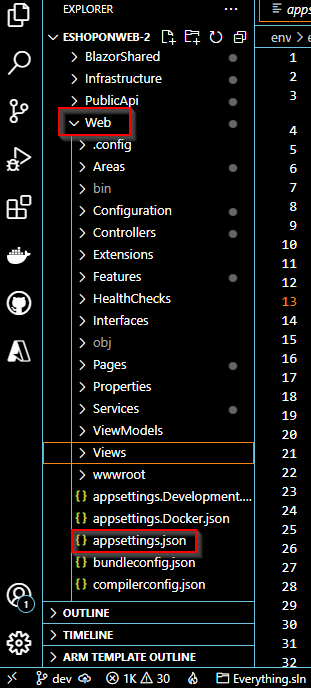 EXPLORER
apps
ESHOPONWEB-2
env
BlazorShared
Infrastructure
PublicApi
Web
.config
Areas
bin
Configuration
Controllers
Extensions
Features
HealthChecks
Interfaces
obj
Pages
Properties
Services
ViewModels
Views
wwwroot
{ } appsettings.Development....
{ } appsettings.Docker.json
{ } appsettings.json
{ } bundleconfig.json
{ } compilerconfig.json
OUTLINE
TIMELINE
ARM TEMPLATE OUTLINE
1
2
3
4
5
6
7
8
9
10
11
12
13
14
15
16
17
18
19
20
21
22
23
24
25
26
27
28
29
30
31
32
1
dev 1K 30 Everything.sln